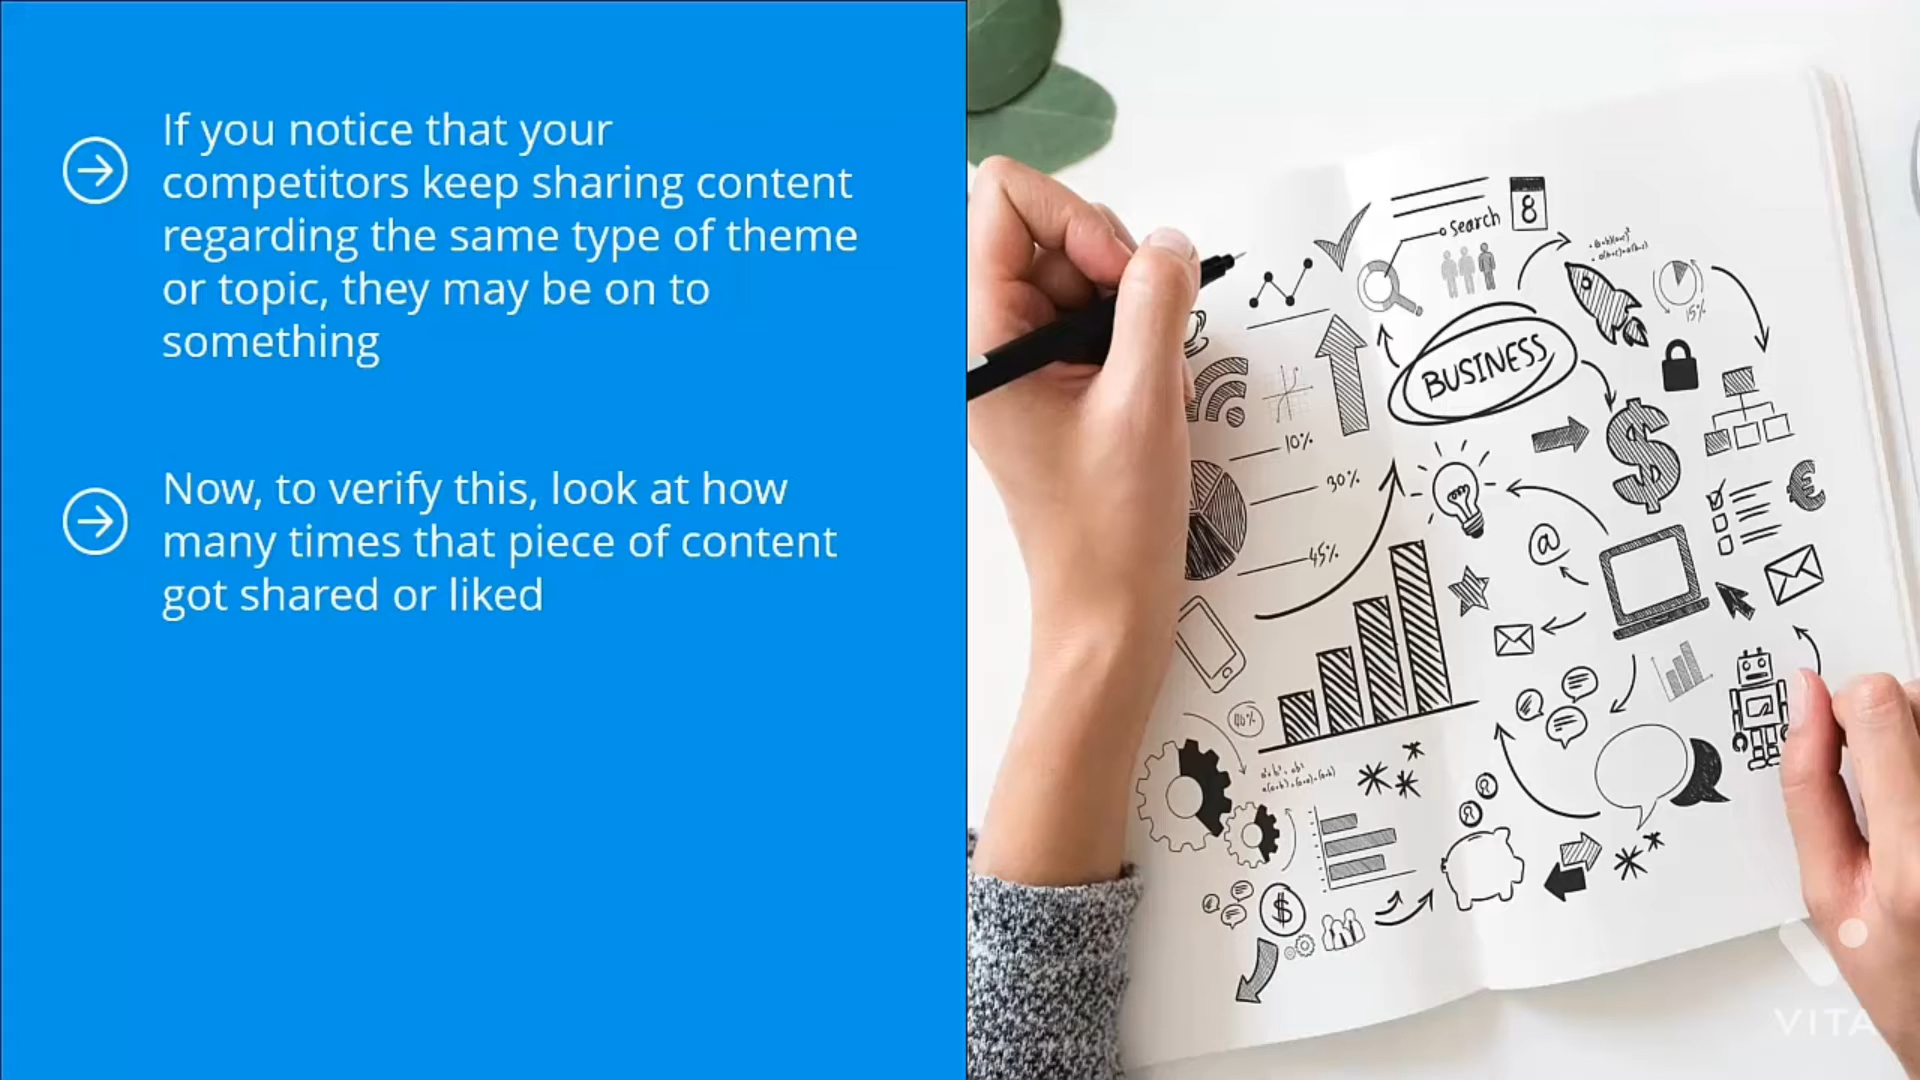 If you notice that your
competitors keep sharing content
regarding the same type of theme
or topic, they may be on to
something
Now, to verify this, look at how
many times that piece of content
got shared or liked
search
8
15%
BUSINESS
10%
30%
45%
@
40%
VITA